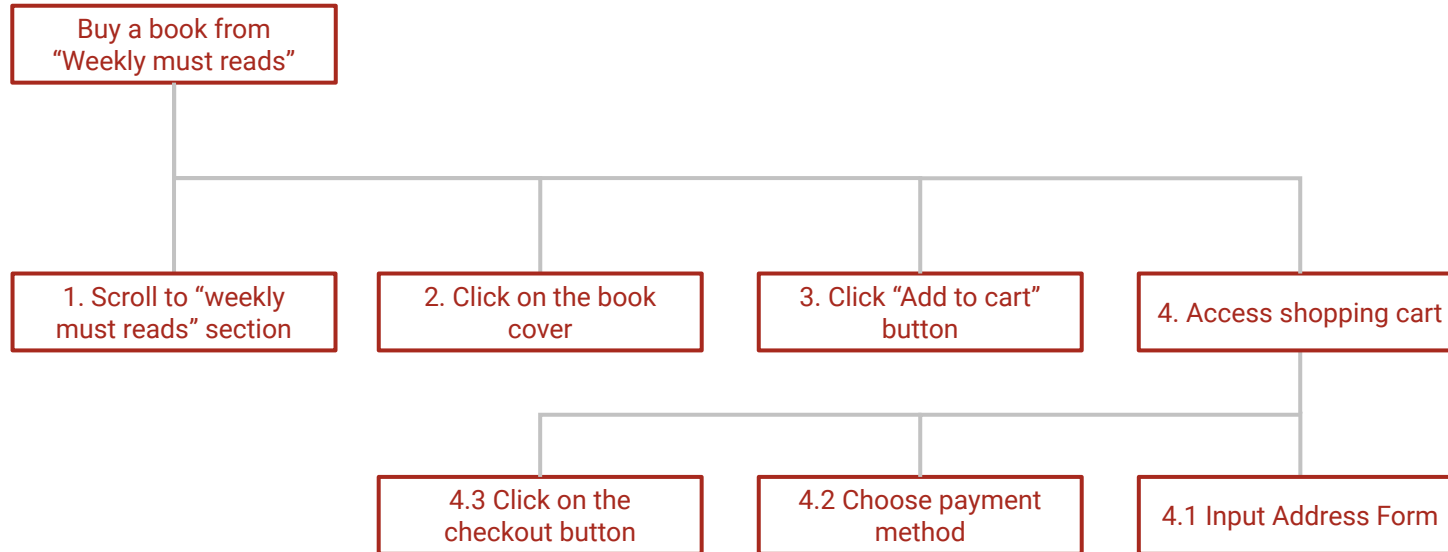 Buy a book from
“Weekly must reads”
1. Scroll to “weekly
must reads” section
2. Click on the book
cover
3. Click “Add to cart”
button
4. Access shopping cart
4.3 Click on the
checkout button
4.2 Choose payment
method
4.1 Input Address Form